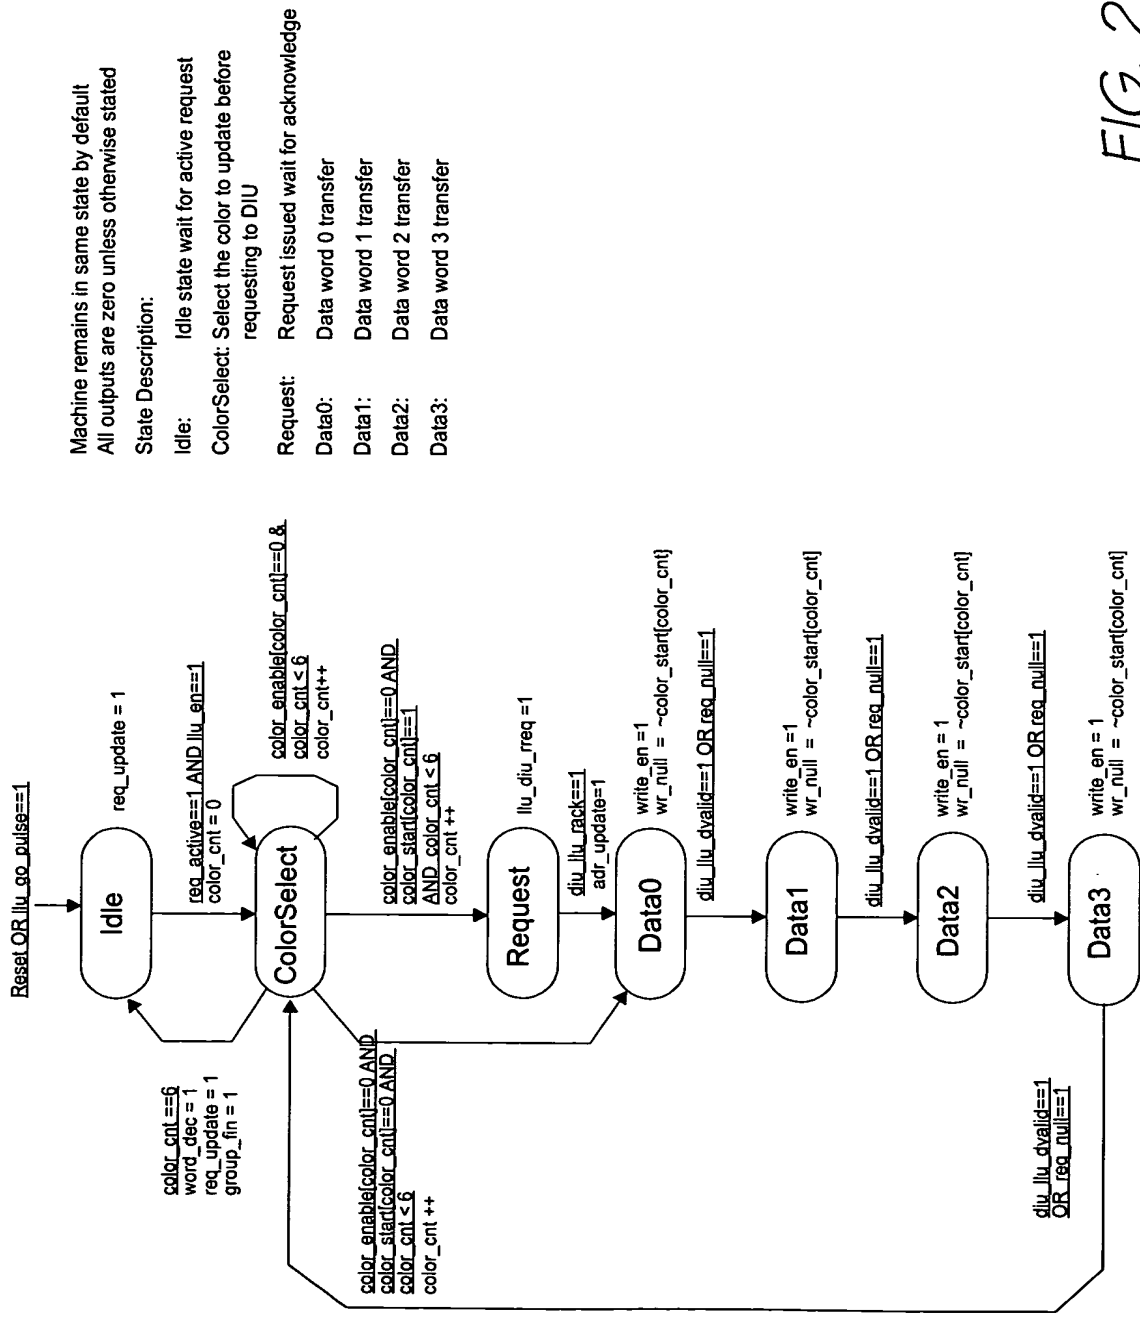 Machine remains in same state by default
All outputs are zero unless otherwise stated
State Description:
Idle: Idle state wait for active request
ColorSelect: Select the color to update before
requesting to DIU
Request: Request issued wait for acknowledge
Data0: Data word 0 transfer
Data1: Data word 1 transfer
Data2: Data word 2 transfer
Data3: Data word 3 transfer
Reset OR llu_go_pulse==1
Idle
req_update = 1
req_active==1 AND llu_en==1
color_cnt = 0
color_cnt ==6
word_dec = 1
req_update = 1
group_fin = 1
ColorSelect
color_enable[color_cnt]==0 &
color_cnt < 6
color_cnt++
color_enable[color_cnt]==0 AND
color_start[color_cnt]==0 AND
color_cnt < 6
color_cnt ++
color_enable[color_cnt]==0 AND
color_start[color_cnt]==1
AND color_cnt < 6
color_cnt ++
Request
llu_diu_rreq =1
diu_llu_rack==1
adr_update=1
Data0
write_en =1
wr_null = ~color_start[color_cnt]
diu_llu_dvalid==1 OR req_null==1
Data1
write_en =1
wr_null = ~color_start[color_cnt]
diu_llu_dvalid==1 OR req_null==1
Data2
write_en = 1
wr_null = ~color_start[color_cnt]
diu_llu_dvalid==1 OR req_null==1
Data3
write_en = 1
wr_null = ~color_start[color_cnt]
diu_llu_dvalid==1
OR req_null==1
FIG. 2